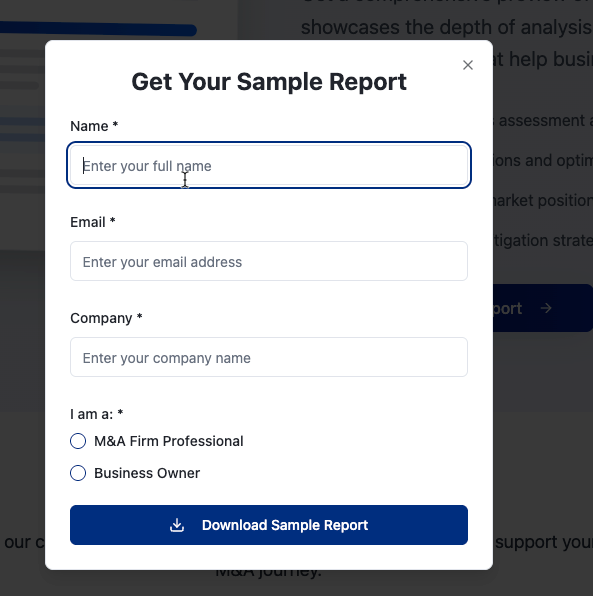 showcases the depth of analysis
Get Your Sample Report
at help busi
Name *
assessment a
Enter your full name
ions and optim
market position
Email *
tigation strate
Enter your email address
port
Company *
Enter your company name
I am a: *
M&A Firm Professional
Business Owner
Download Sample Report
our c
support your
M&A journey.